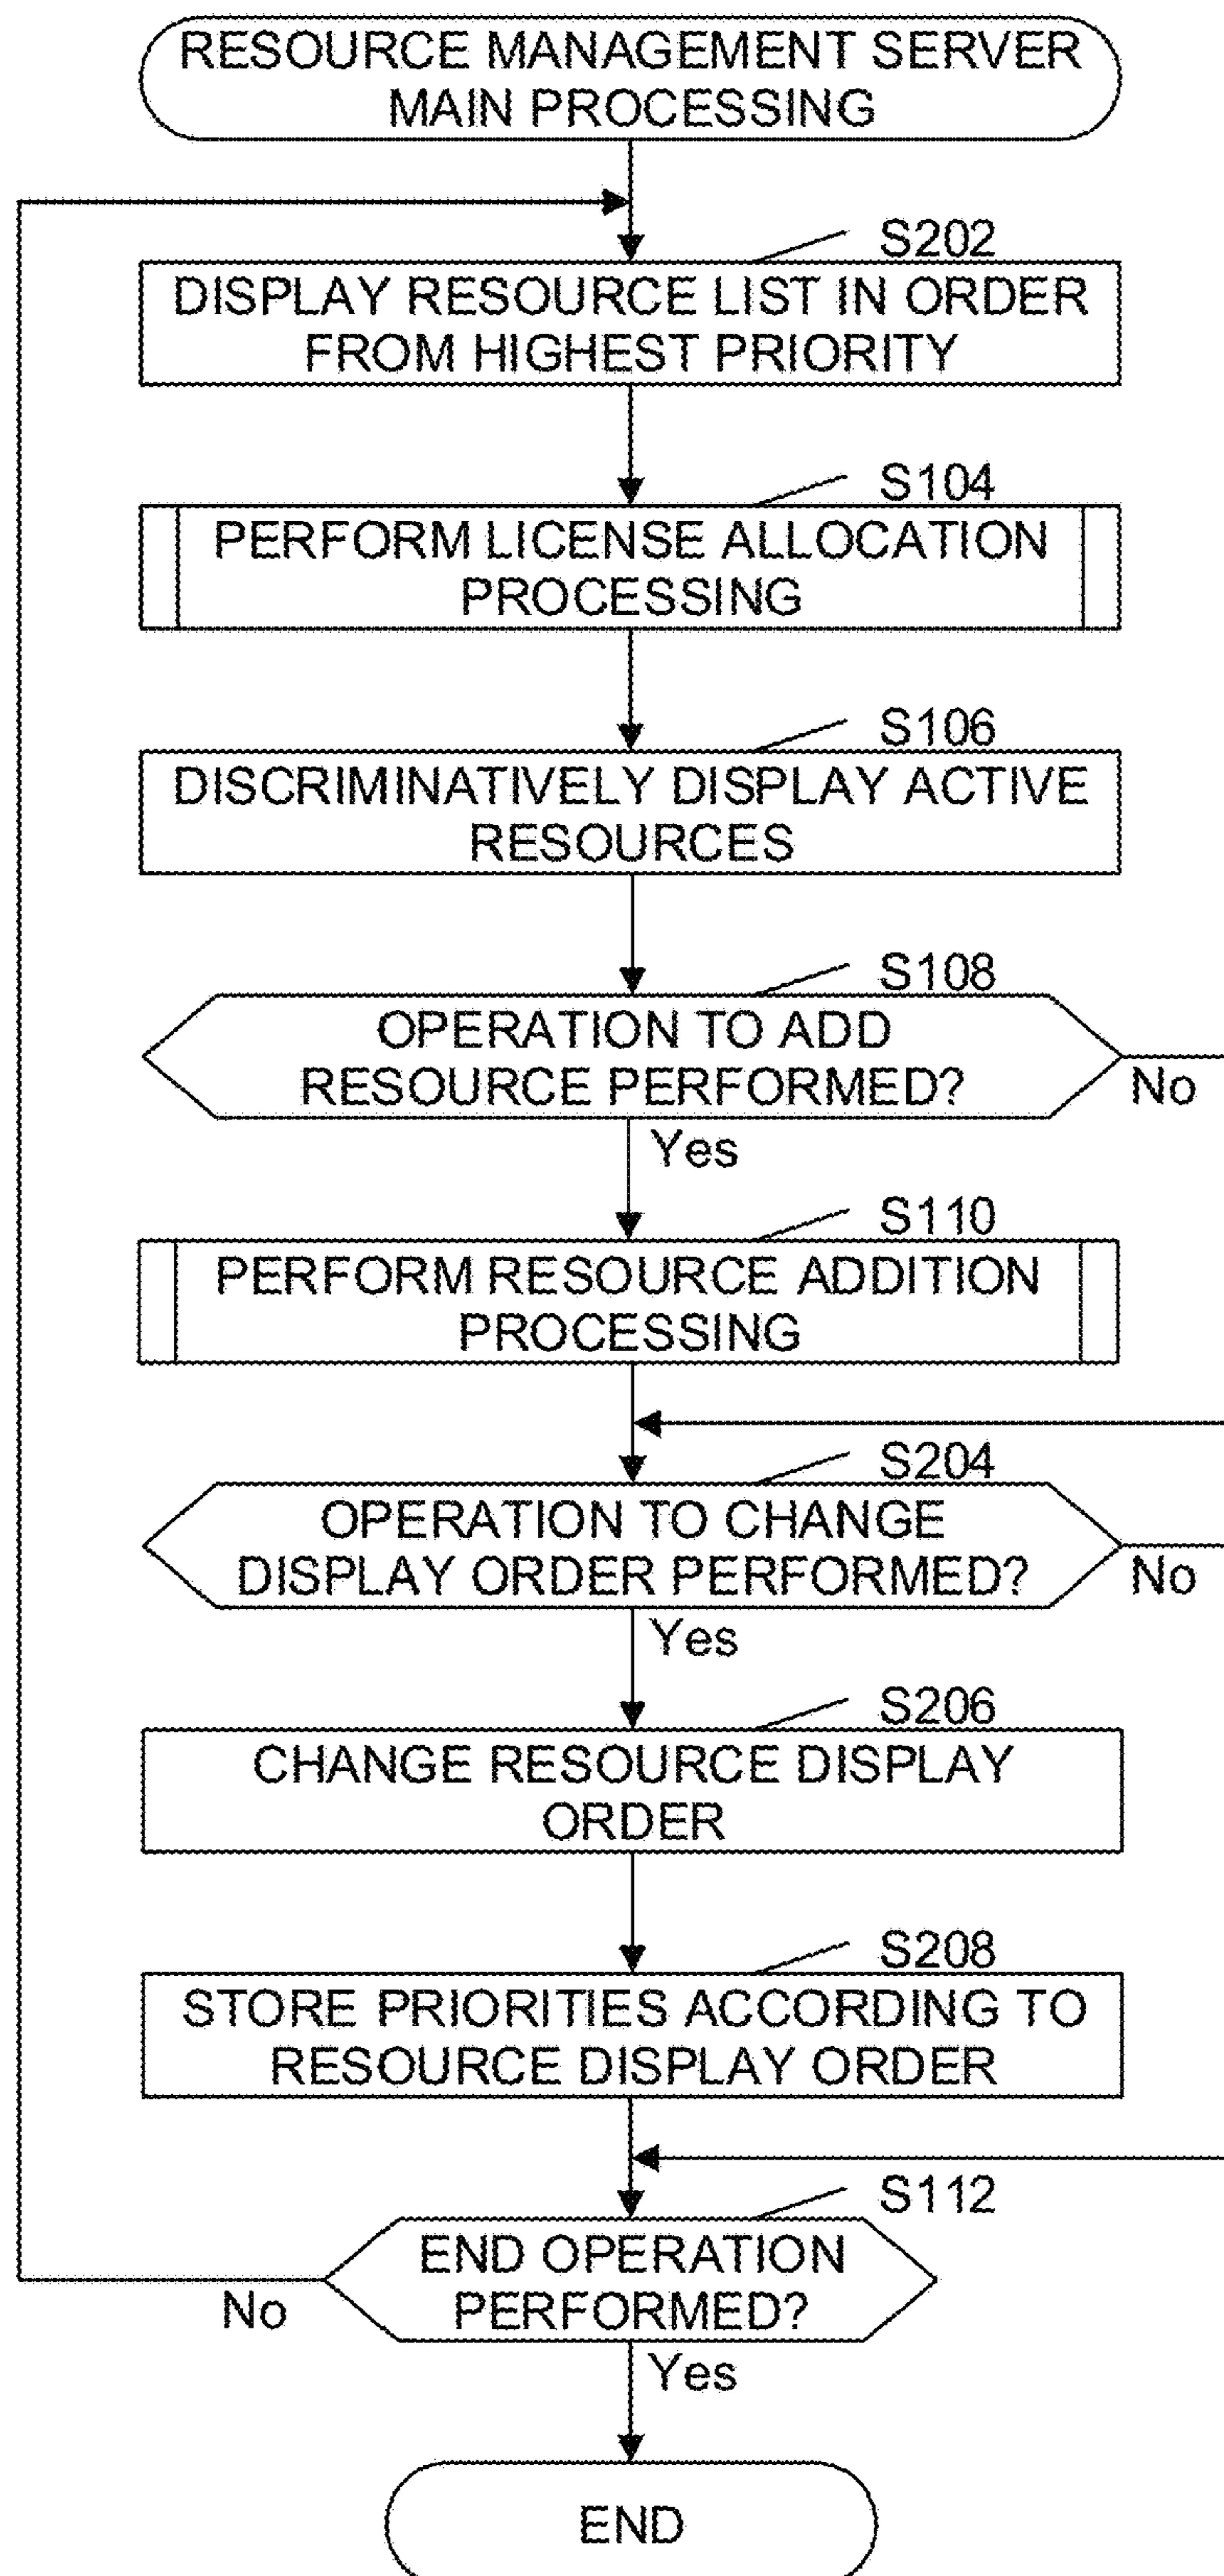 RESOURCE MANAGEMENT SERVER
MAIN PROCESSING
S202
DISPLAY RESOURCE LIST IN ORDER
FROM HIGHEST PRIORITY
S104
PERFORM LICENSE ALLOCATION
PROCESSING
S106
DISCRIMINATIVELY DISPLAY ACTIVE
RESOURCES
S108
OPERATION TO ADD
RESOURCE PERFORMED?
No
Yes
S110
PERFORM RESOURCE ADDITION
PROCESSING
S204
OPERATION TO CHANGE
DISPLAY ORDER PERFORMED?
No
Yes
S206
CHANGE RESOURCE DISPLAY
ORDER
S208
STORE PRIORITIES ACCORDING TO
RESOURCE DISPLAY ORDER
S112
END OPERATION
PERFORMED?
No
Yes
END